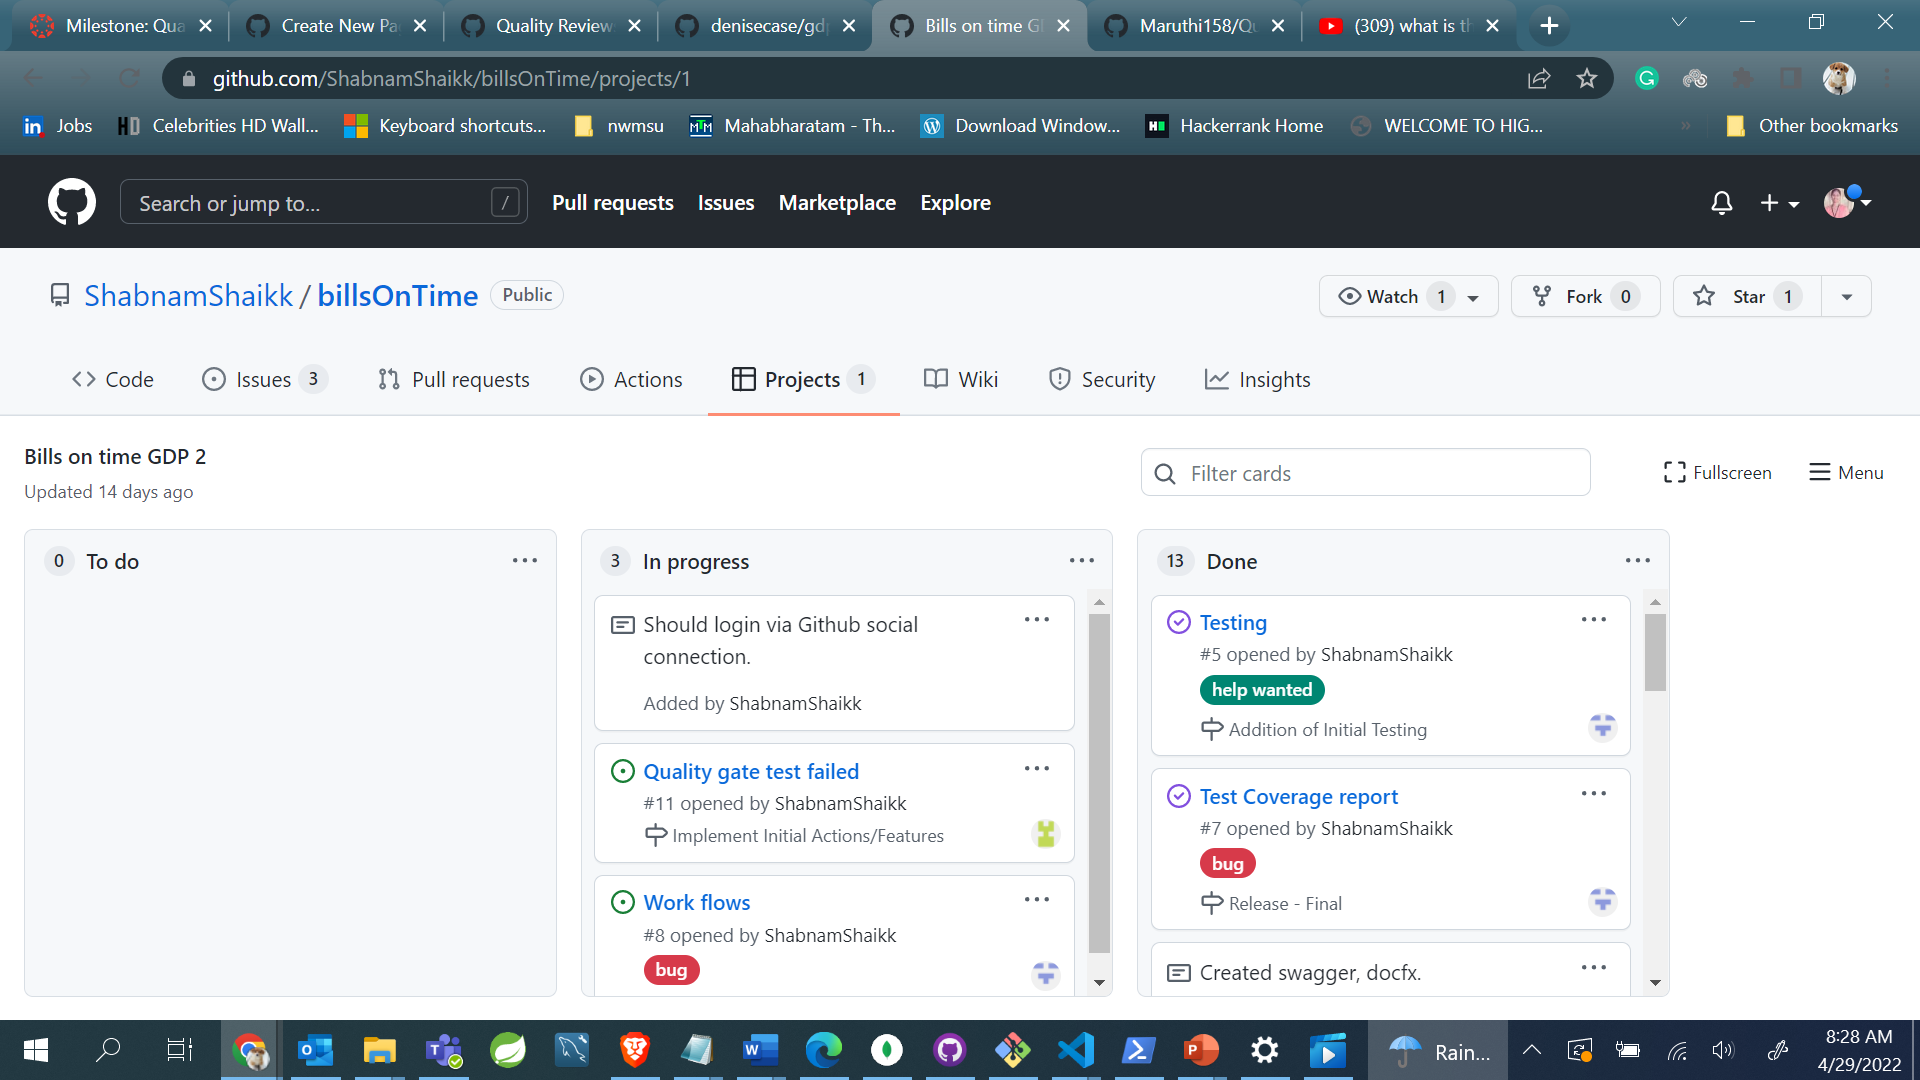 Milestone: Qua
Create New Pa
Quality Review
denisecase/gdp
Bills on time G
Maruthi158/Qu
(309) what is th
github.com/ShabnamShaikk/billsOnTime/projects/1
Jobs
HD Celebrities HD Wall...
Keyboard shortcuts...
nwmsu
MTM Mahabharatam - Th...
Download Window...
Hackerrank Home
WELCOME TO HIG...
»
Other bookmarks
Search or jump to...
/
Pull requests
Issues
Marketplace
Explore
ShabnamShaikk / billsOnTime Public
Watch 1
Fork 0
Star 1
Code
Issues 3
Pull requests
Actions
Projects 1
Wiki
Security
Insights
Bills on time GDP 2
Updated 14 days ago
Filter cards
Fullscreen
Menu
0 To do
3 In progress
Should login via Github social
connection.
Added by ShabnamShaikk
Quality gate test failed
#11 opened by ShabnamShaikk
Implement Initial Actions/Features
Work flows
#8 opened by ShabnamShaikk
bug
13 Done
Testing
#5 opened by ShabnamShaikk
help wanted
Addition of Initial Testing
Test Coverage report
#7 opened by ShabnamShaikk
bug
Release - Final
Created swagger, docfx.
Rain...
8:28 AM
4/29/2022